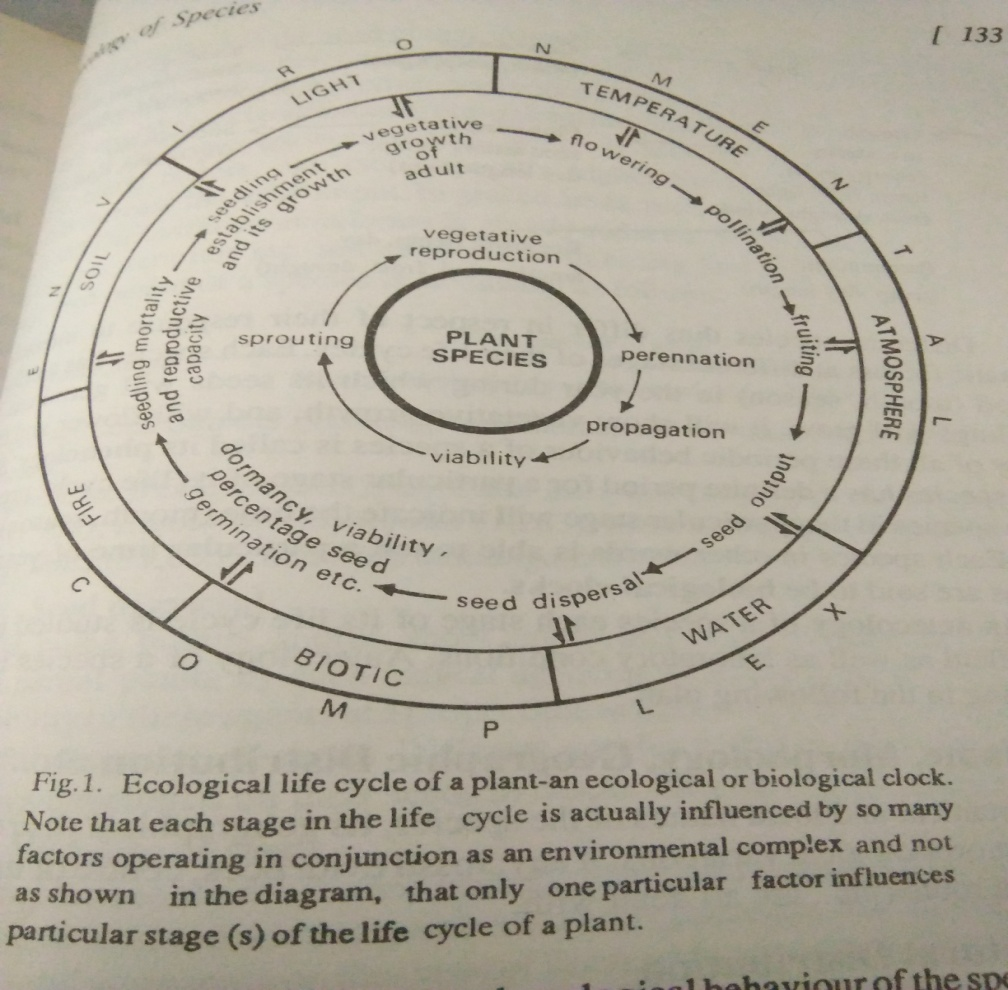 of Species
[ 133
ENVIRONMENTAL COMPLEX
LIGHT
TEMPERATURE
ATMOSPHERE
WATER
BIOTIC
FIRE
SOIL
vegetative
growth
of
adult
flowering
pollination
fruiting
seed output
seed dispersal
dormancy, viability,
percentage seed
germination etc.
seedling mortality
and reproductive
capacity
seedling
establishment
and its growth
vegetative
reproduction
perennation
propagation
viability
sprouting
PLANT
SPECIES
Fig.1. Ecological life cycle of a plant-an ecological or biological clock.
Note that each stage in the life cycle is actually influenced by so many
factors operating in conjunction as an environmental complex and not
as shown in the diagram, that only one particular factor influences
particular stage (s) of the life cycle of a plant.
behaviour of the